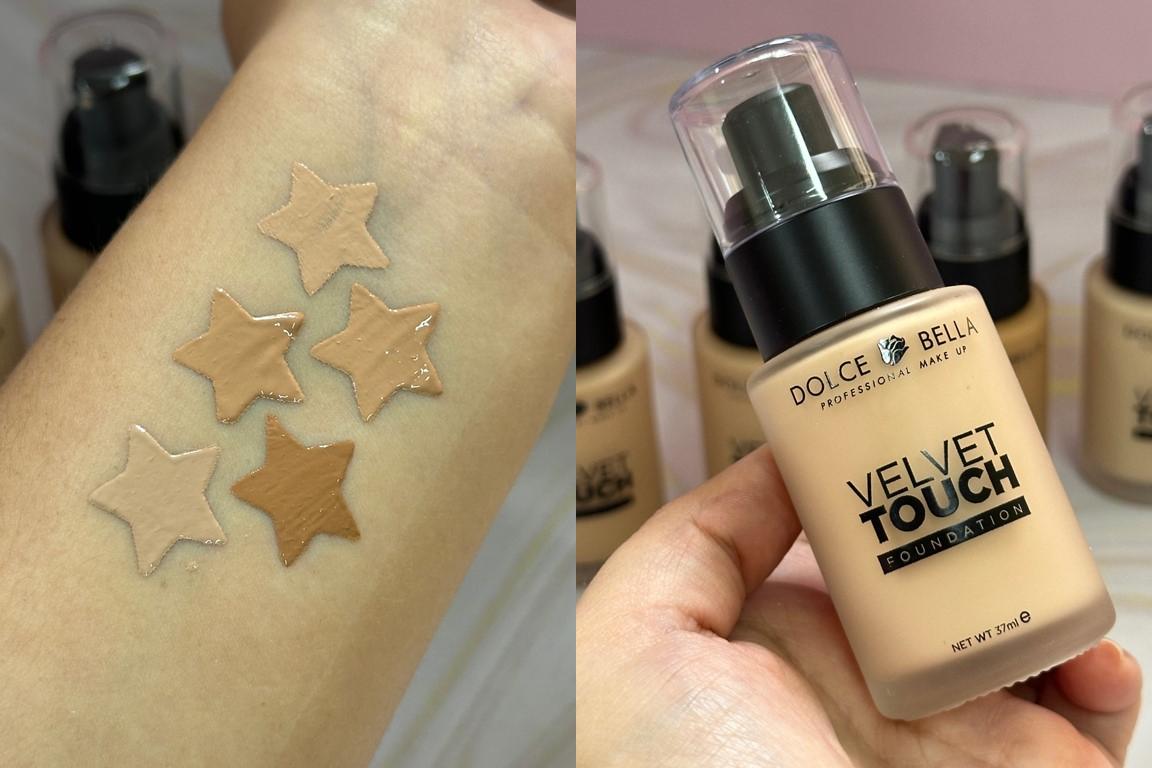 DOLCE BELLA
PROFESSIONAL MAKE UP
VELVET
TOUCH
FOUNDATION
NET WT 37ml e